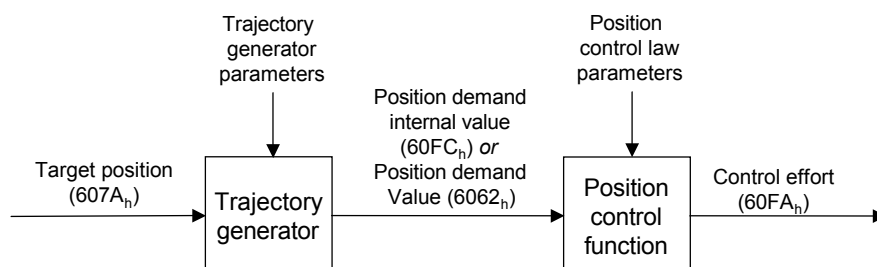 Trajectory
generator
parameters
Position
control law
parameters
Position demand
internal value
(60FCₕ) or
Position demand
Value (6062ₕ)
Target position
(607Aₕ)
Trajectory
generator
Position
control
function
Control effort
(60FAₕ)